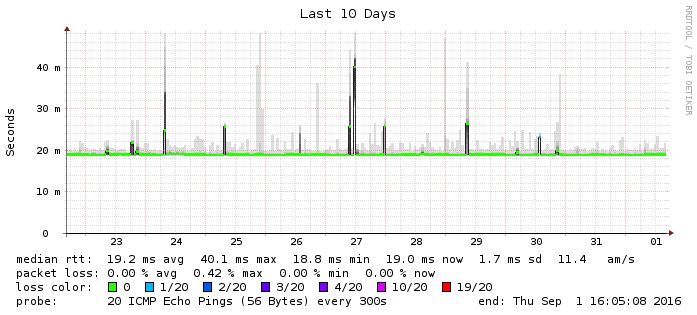 Last 10 Days
RRDTOOL / TOBI OETIKER
Seconds
40 m
30 m
20 m
10 m
0
23 24 25 26 27 28 29 30 31 01
median rtt: 19.2 ms avg 40.1 ms max 18.8 ms min 19.0 ms now 1.7 ms sd 11.4 am/s
packet loss: 0.00 % avg 0.42 % max 0.00 % min 0.00 % now
loss color: 0 1/20 2/20 3/20 4/20 10/20 19/20
probe: 20 ICMP Echo Pings (56 Bytes) every 300s end: Thu Sep 1 16:05:08 2016